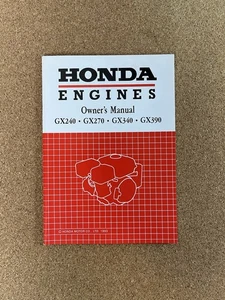 HONDA
ENGINES
Owner's Manual
GX240 • GX270 • GX340 • GX390